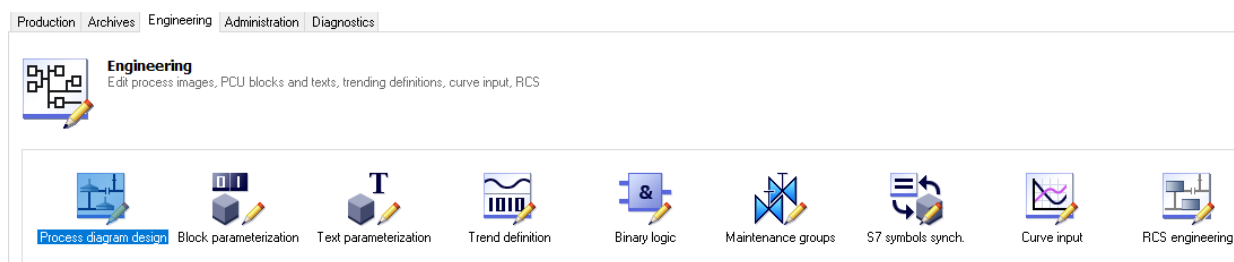 Production Archives Engineering Administration Diagnostics
Engineering
Edit process images, PCU blocks and texts, trending definitions, curve input, RCS
T
1010
&
Process diagram design Block parameterization Text parameterization Trend definition Binary logic Maintenance groups S7 symbols synch. Curve input RCS engineering